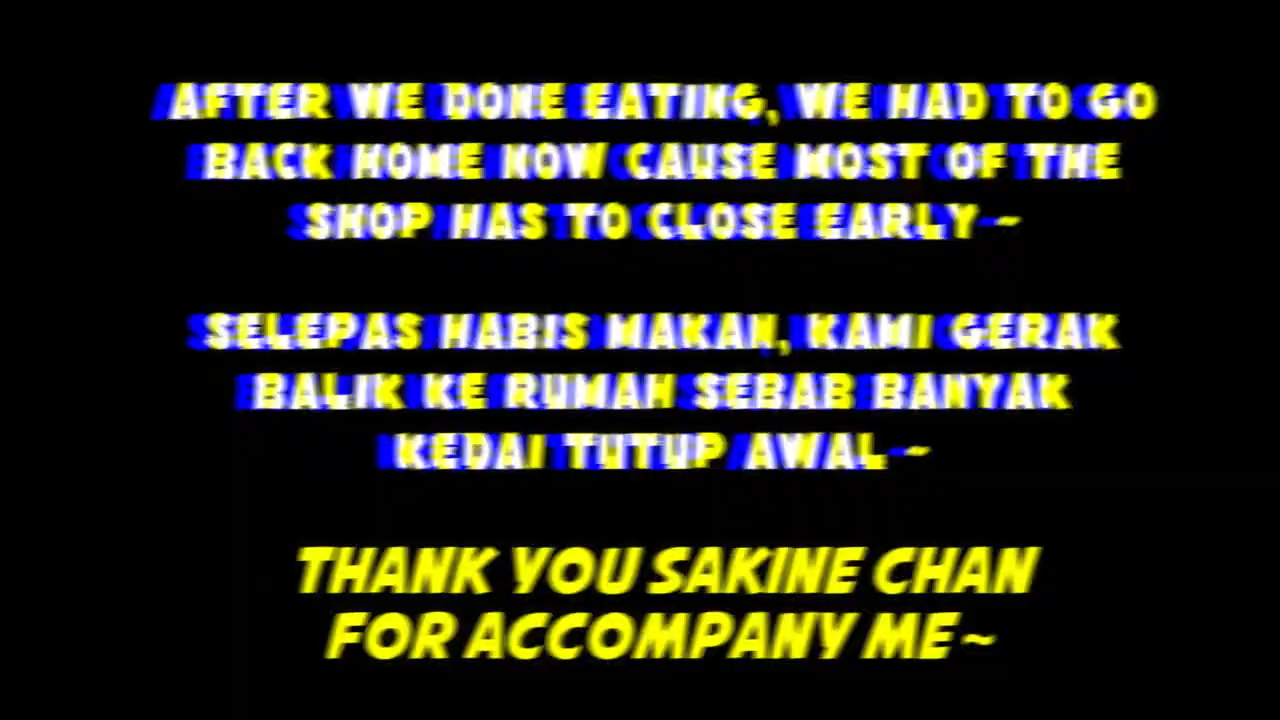 AFTER WE DONE EATING, WE HAD TO GO
BACK HOME NOW CAUSE MOST OF THE
SHOP HAS TO CLOSE EARLY ~
SELEPAS HABIS MAKAN, KAMI GERAK
BALIK KE RUMAH SEBAB BANYAK
KEDAI TUTUP AWAL ~
THANK YOU SAKINE CHAN
FOR ACCOMPANY ME ~